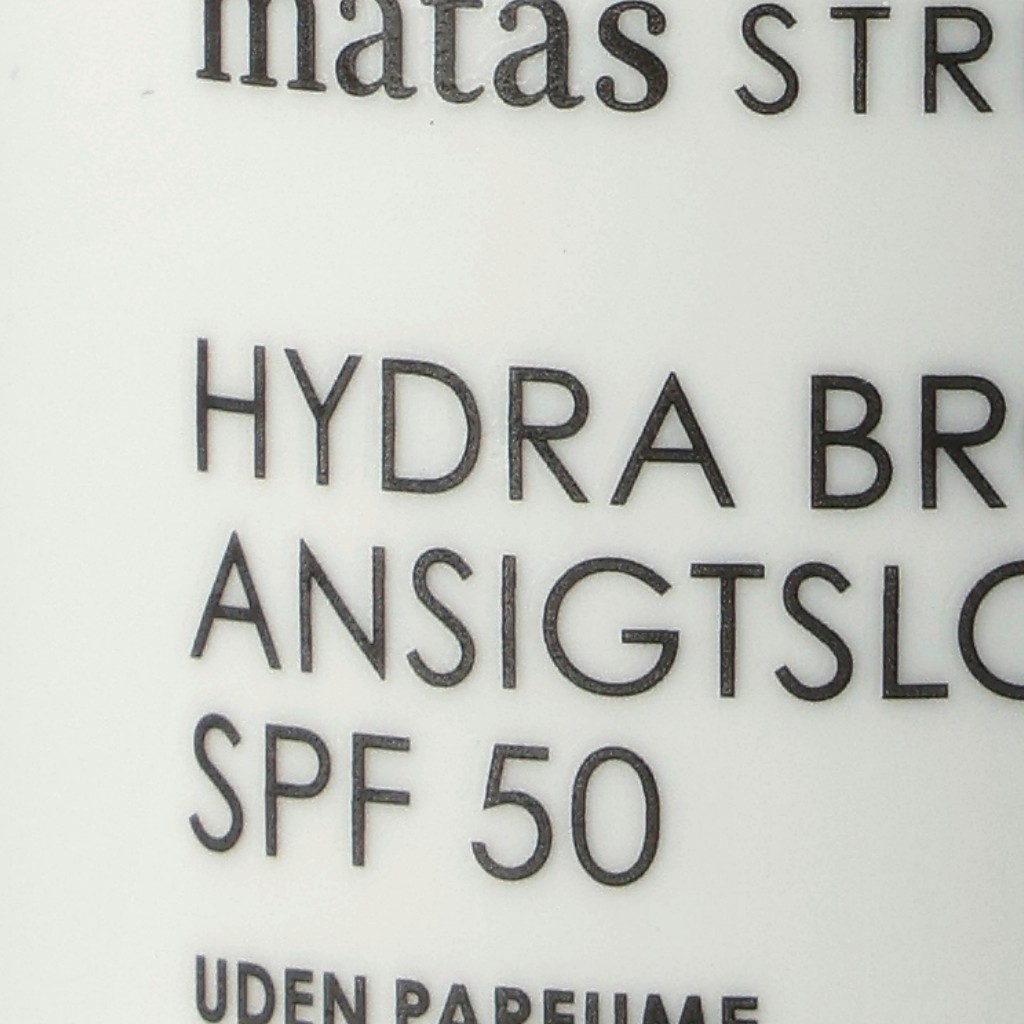 matas STR
HYDRA BR
ANSIGTSLO
SPF 50
UDEN PARFUME